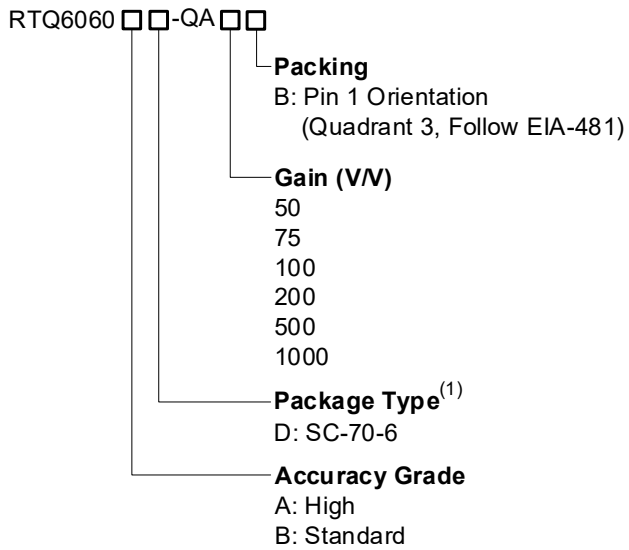 RTQ6060□□-QA□□
Packing
B: Pin 1 Orientation
(Quadrant 3, Follow EIA-481)
Gain (V/V)
50
75
100
200
500
1000
Package Type(1)
D: SC-70-6
Accuracy Grade
A: High
B: Standard